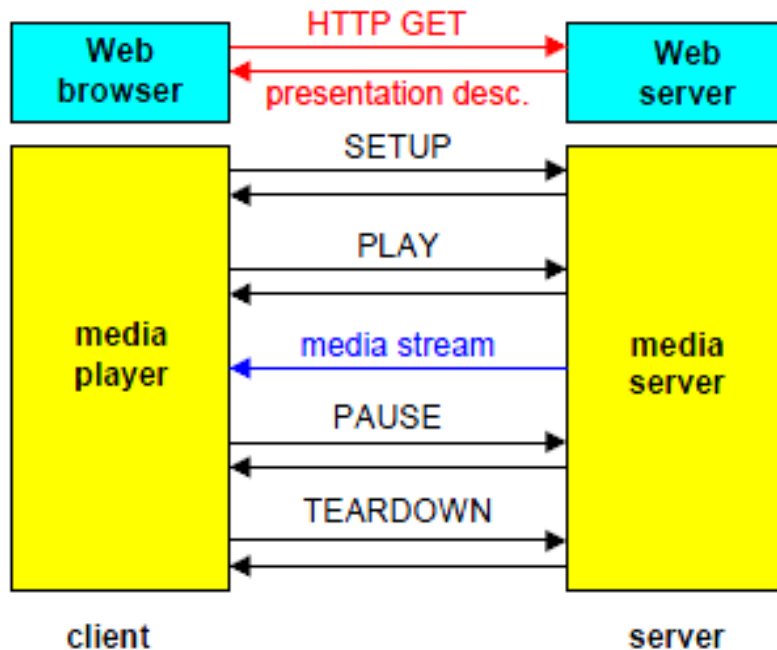 HTTP GET
Web
browser
Web
server
presentation desc.
SETUP
PLAY
media
player
media stream
media
server
PAUSE
TEARDOWN
client
server